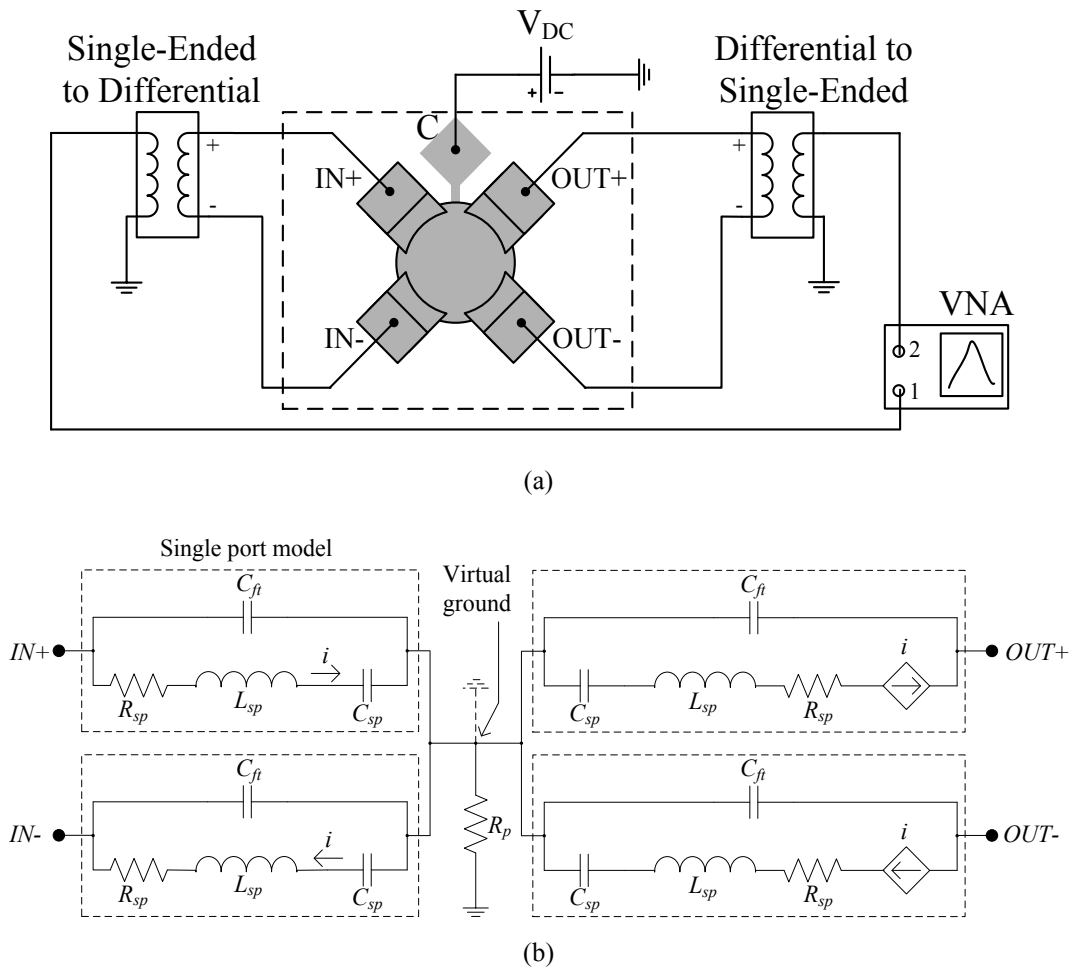 Single-Ended
to Differential
V_DC
Differential to
Single-Ended
C
+ -
+
-
IN+
OUT+
+
-
IN-
OUT-
VNA
2
1
(a)
Single port model
Virtual
ground
C_ft
C_ft
IN+
i
R_sp
L_sp
C_sp
i
OUT+
C_sp
L_sp
R_sp
C_ft
C_ft
IN-
i
R_sp
L_sp
C_sp
R_p
i
OUT-
C_sp
L_sp
R_sp
(b)